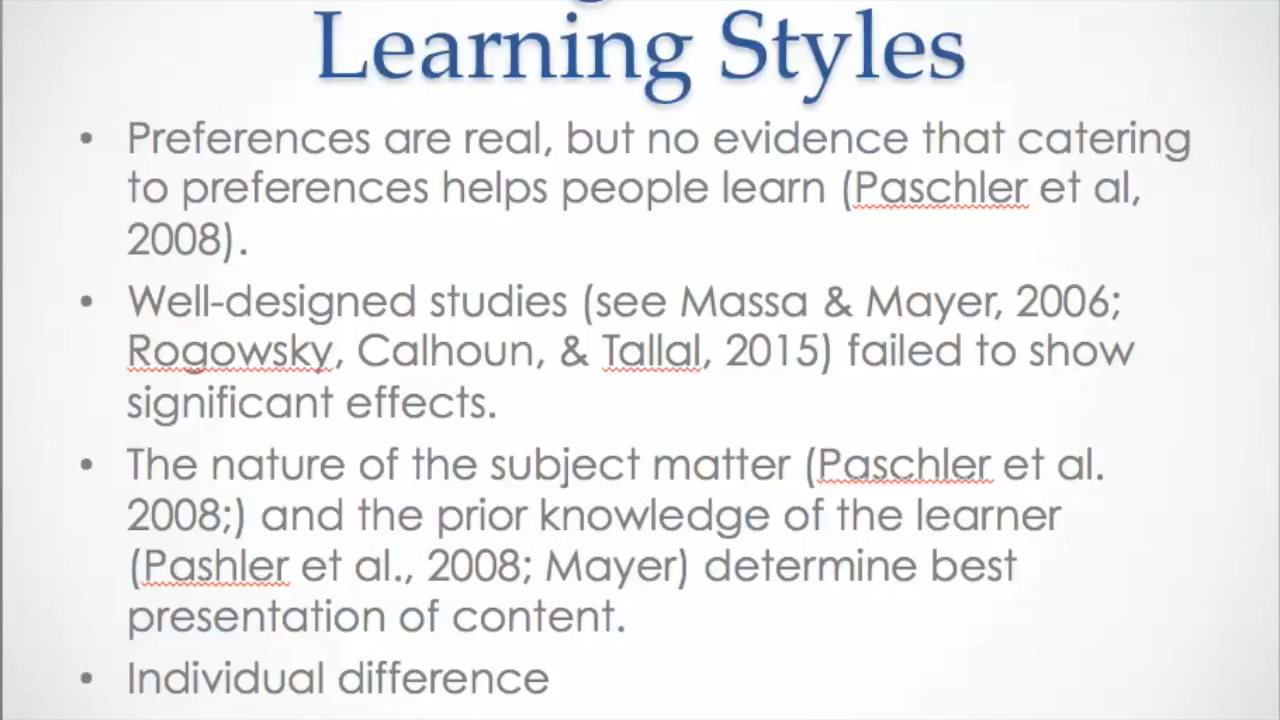 Learning Styles
• Preferences are real, but no evidence that catering
to preferences helps people learn (Paschler et al,
2008).
• Well-designed studies (see Massa & Mayer, 2006;
Rogowsky, Calhoun, & Tallal, 2015) failed to show
significant effects.
• The nature of the subject matter (Paschler et al.
2008;) and the prior knowledge of the learner
(Pashler et al., 2008; Mayer) determine best
presentation of content.
• Individual difference